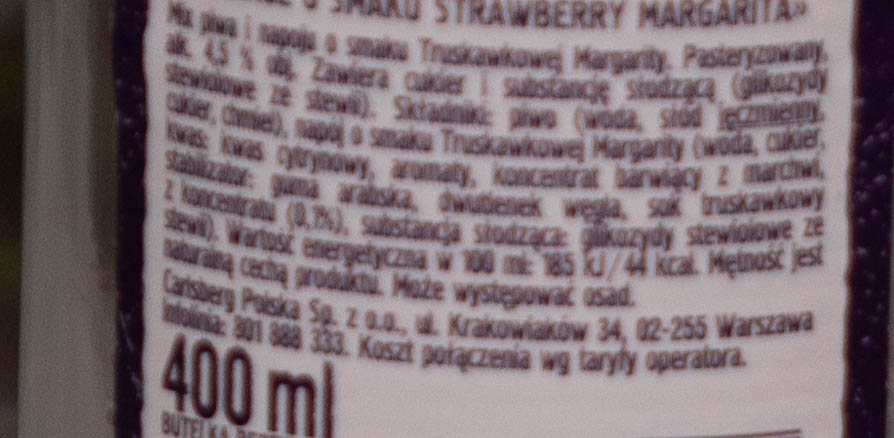 O SMAKU STRAWBERRY MARGARITA»
Mix piwa i napoju o smaku Truskawkowej Margarity. Pasteryzowany,
alk. 4,5 % obj. Zawiera cukier i substancję słodzącą (glikozydy
stewiolowe ze stewii). Składniki: piwo (woda, słód jęczmienny,
cukier, chmiel), napój o smaku Truskawkowej Margarity (woda, cukier,
kwas: kwas cytrynowy, aromaty, koncentrat barwiący z marchwi,
stabilizator: guma arabska, dwutlenek węgla, sok truskawkowy
z koncentratu (0,1%), substancja słodząca: glikozydy stewiolowe ze
stewii). Wartość energetyczna w 100 ml: 185 kJ/44 kcal. Mętność jest
naturalną cechą produktu. Może występować osad.
Carlsberg Polska Sp. z o.o., ul. Krakowiaków 34, 02-255 Warszawa
Infolinia: 801 888 333. Koszt połączenia wg taryfy operatora.
400 ml
BUTELKA